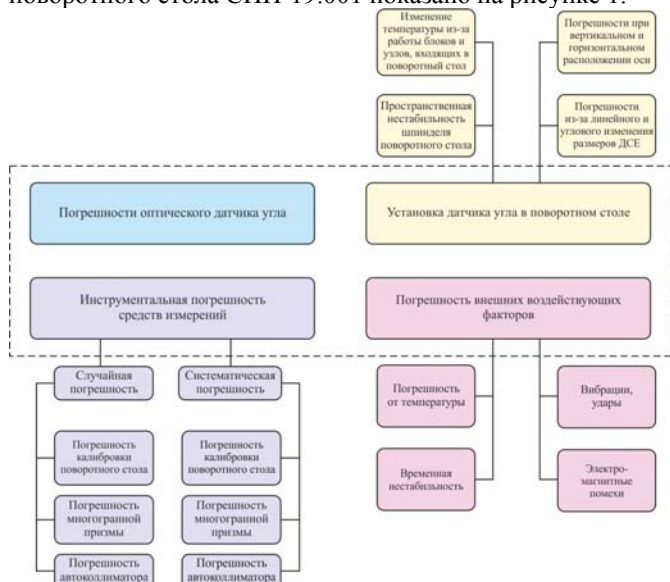 поворотного стола СПП-19.001 показано на рисунке 1.
Изменение
температуры из-за
работы блоков и
узлов, входящих в
поворотный стол
Погрешности при
вертикальном и
горизонтальном
расположении оси
Пространственная
нестабильность
шпинделя
поворотного стола
Погрешности
из-за линейного и
углового изменения
размеров ДСЕ
Погрешности оптического датчика угла
Установка датчика угла в поворотном столе
Инструментальная погрешность
средств измерений
Погрешность внешних воздействующих
факторов
Случайная
погрешность
Систематическая
погрешность
Погрешность
от температуры
Вибрации,
удары
Погрешность
калибровки
поворотного стола
Погрешность
калибровки
поворотного стола
Временная
нестабильность
Электро-
магнитные
помехи
Погрешность
многогранной
призмы
Погрешность
многогранной
призмы
Погрешность
автоколлиматора
Погрешность
автоколлиматора